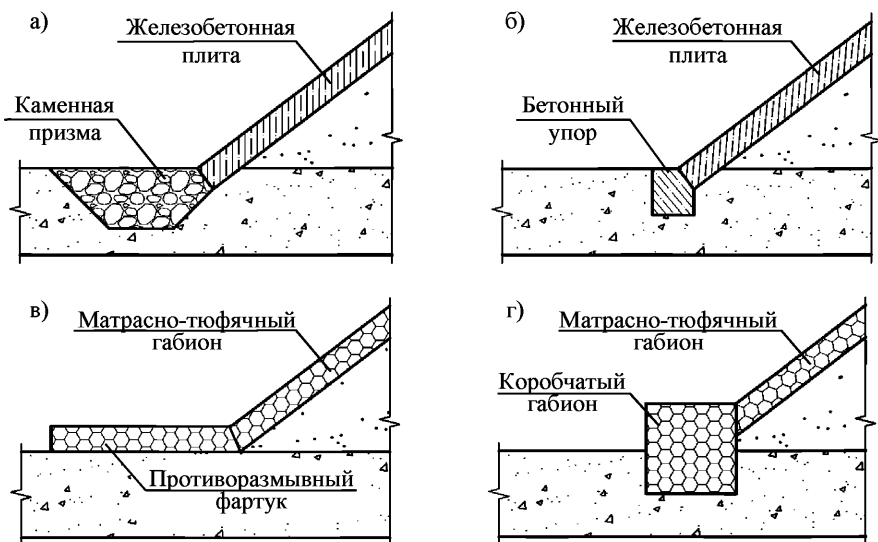 а)
Железобетонная
плита
Каменная
призма
б)
Железобетонная
плита
Бетонный
упор
в)
Матрасно-тюфячный
габион
Противоразмывный
фартук
г)
Матрасно-тюфячный
габион
Коробчатый
габион